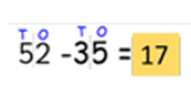 T O T O
52 -35 = 17